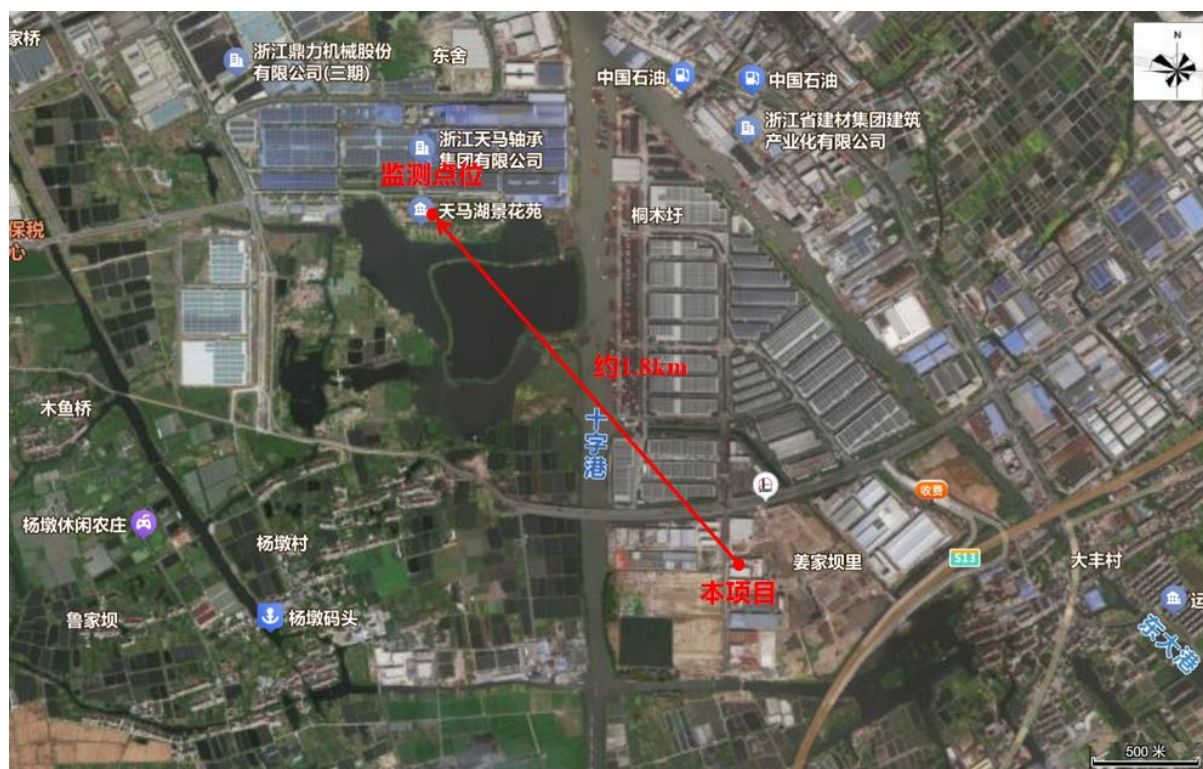 家桥
浙江鼎力机械股份
有限公司(三期)
东舍
中国石油
中国石油
N
浙江天马轴承
集团有限公司
浙江省建材集团建筑
产业化有限公司
监测点位
天马湖景花苑
桐木圩
保税
心
约1.8km
木鱼桥
十字港
收费
杨墩休闲农庄
杨墩村
姜家坝里
S13
大丰村
本项目
鲁家坝
杨墩码头
运
东大港
500 米